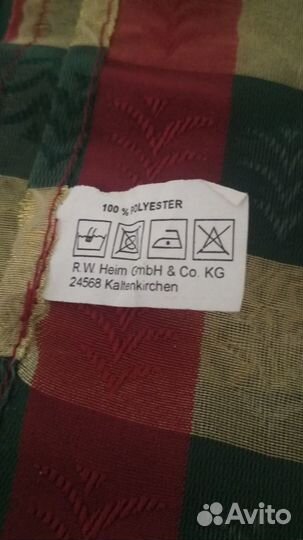 100 % POLYESTER
R.W. Heim GmbH & Co. KG
24568 Kaltenkirchen
Avito